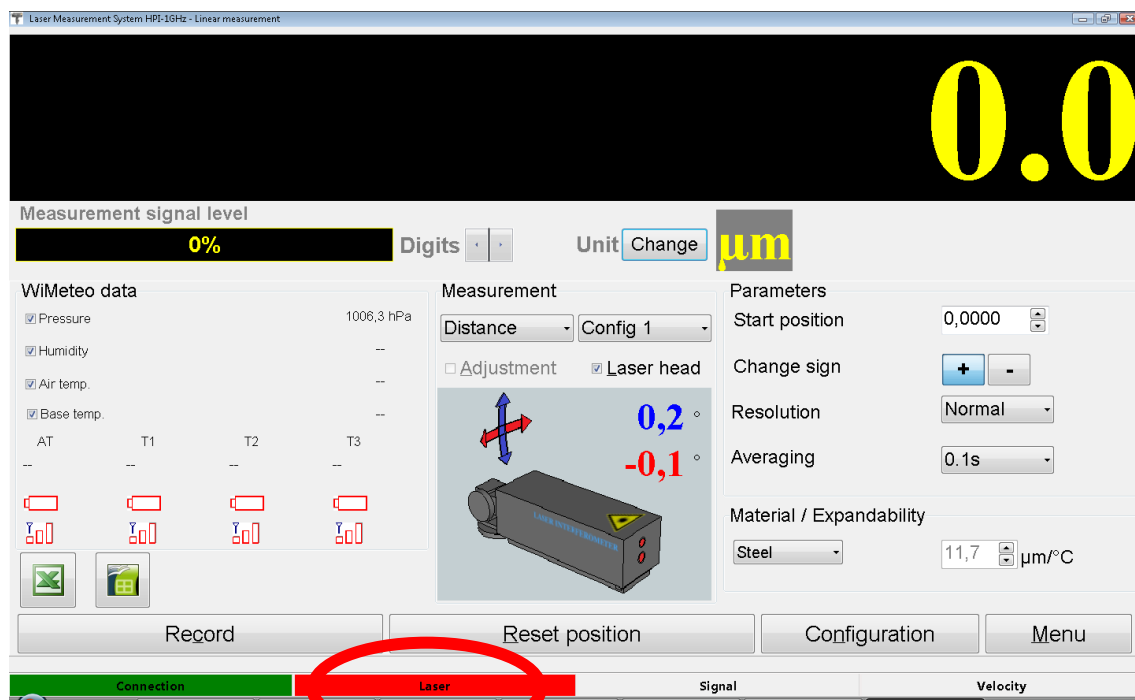 Laser Measurement System HPI-1GHz - Linear measurement
0.0
Measurement signal level
0%
Digits
Unit
Change
µm
WiMeteo data
Pressure 1006,3 hPa
Humidity --
Air temp. --
Base temp. --
AT T1 T2 T3
-- -- -- --
Measurement
Distance Config 1
Adjustment Laser head
0,2 °
-0,1 °
LASER INTERFEROMETER
Parameters
Start position 0,0000
Change sign + -
Resolution Normal
Averaging 0.1s
Material / Expandability
Steel 11,7 µm/°C
Record Reset position Configuration Menu
Connection Laser Signal Velocity